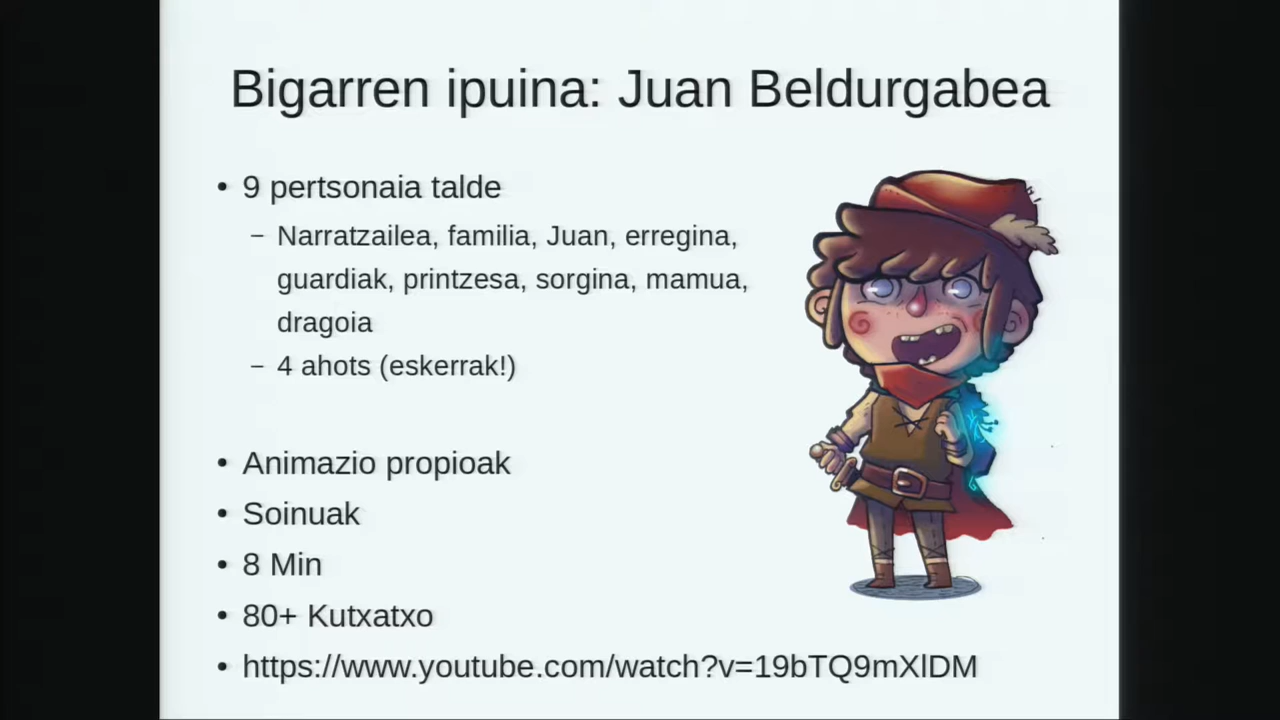 Bigarren ipuina: Juan Beldurgabea
• 9 pertsonaia talde
– Narratzailea, familia, Juan, erregina,
guardiak, printzesa, sorgina, mamua,
dragoia
– 4 ahots (eskerrak!)
• Animazio propioak
• Soinuak
• 8 Min
• 80+ Kutxatxo
• https://www.youtube.com/watch?v=19bTQ9mXlDM